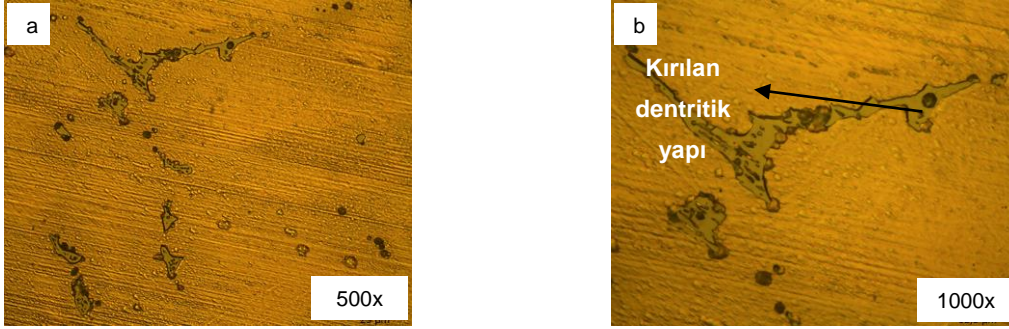 a
500x
b
Kırılan
dentritik
yapı
1000x